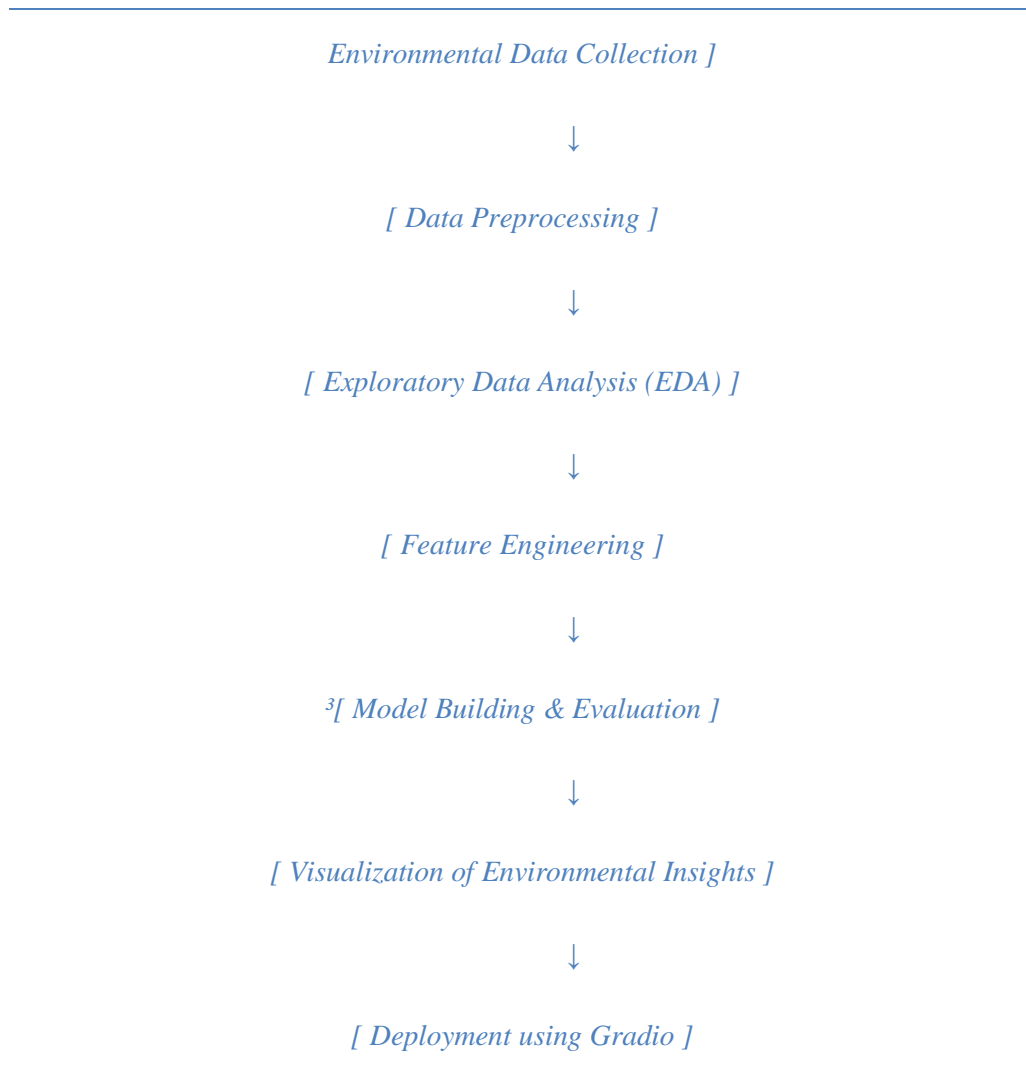 Environmental Data Collection ]
↓
[ Data Preprocessing ]
↓
[ Exploratory Data Analysis (EDA) ]
↓
[ Feature Engineering ]
↓
³[ Model Building & Evaluation ]
↓
[ Visualization of Environmental Insights ]
↓
[ Deployment using Gradio ]